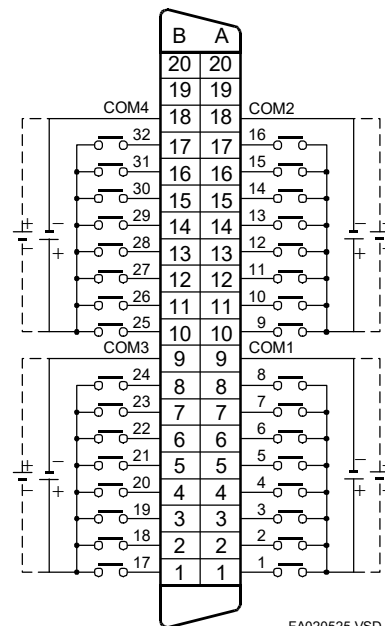 B A
20 20
19 19
COM4 18 18 COM2
32 17 17 16
31 16 16 15
30 15 15 14
29 14 14 13
28 13 13 12
27 12 12 11
26 11 11 10
25 10 10 9
COM3 9 9 COM1
24 8 8 8
23 7 7 7
22 6 6 6
21 5 5 5
20 4 4 4
19 3 3 3
18 2 2 2
17 1 1 1